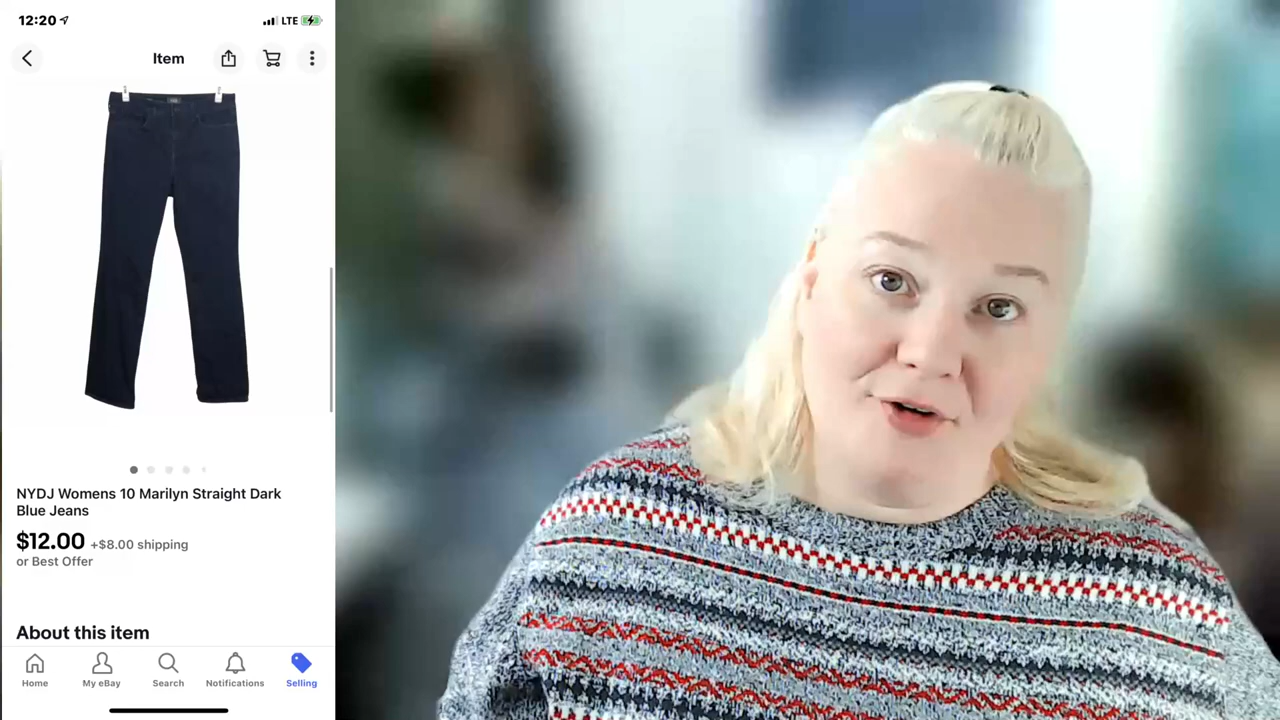 12:20
LTE
Item
NYDJ Womens 10 Marilyn Straight Dark
Blue Jeans
$12.00 +$8.00 shipping
or Best Offer
About this item
Home My eBay Search Notifications Selling